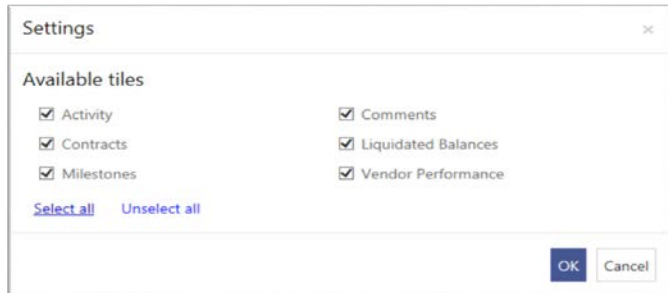 Settings
Available tiles
Activity
Comments
Contracts
Liquidated Balances
Milestones
Vendor Performance
Select all Unselect all
OK Cancel